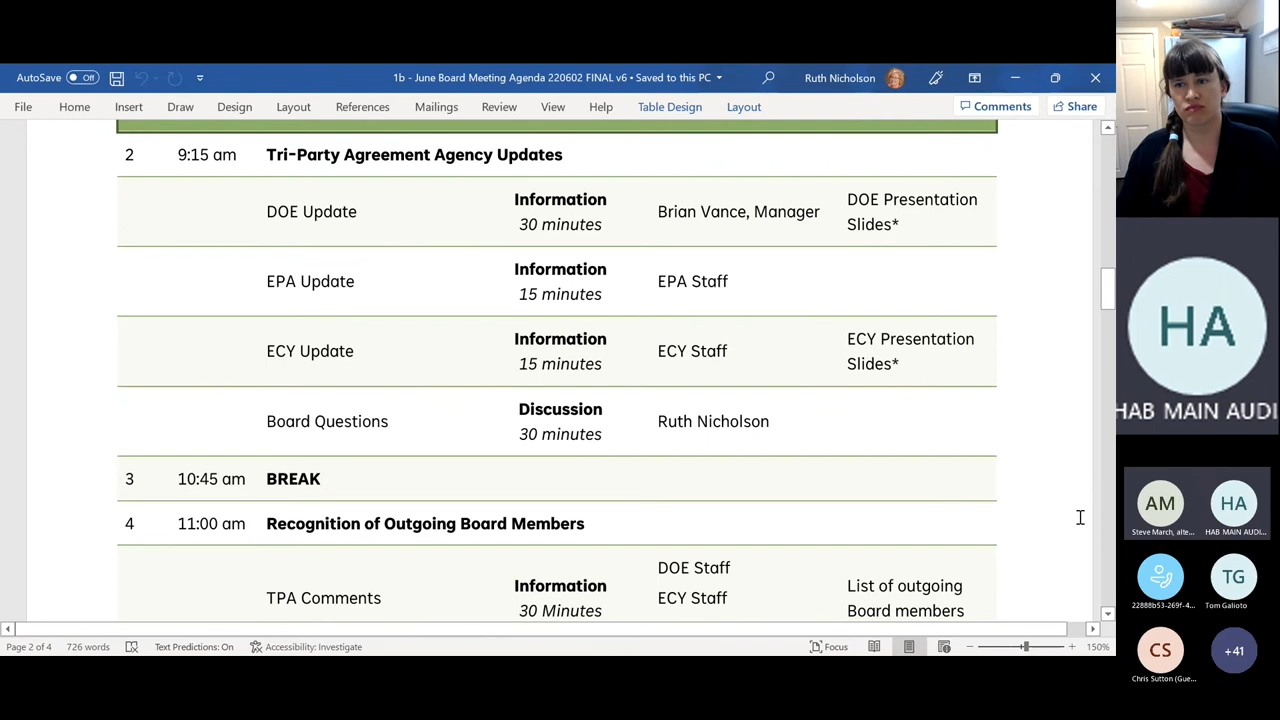 AutoSave Off 1b - June Board Meeting Agenda 220602 FINAL v6 • Saved to this PC Ruth Nicholson
File Home Insert Draw Design Layout References Mailings Review View Help Table Design Layout Comments Share
2 9:15 am Tri-Party Agreement Agency Updates
DOE Update Information 30 minutes Brian Vance, Manager DOE Presentation Slides*
EPA Update Information 15 minutes EPA Staff
ECY Update Information 15 minutes ECY Staff ECY Presentation Slides*
Board Questions Discussion 30 minutes Ruth Nicholson
3 10:45 am BREAK
4 11:00 am Recognition of Outgoing Board Members
TPA Comments Information 30 Minutes DOE Staff ECY Staff List of outgoing Board members
Page 2 of 4 726 words Text Predictions: On Accessibility: Investigate Focus 150%
HA
HAB MAIN AUDI
AM HA
Steve March, alte... HAB MAIN AUDI...
TG
22888b53-269f-4... Tom Galioto
CS +41
Chris Sutton (Gue...